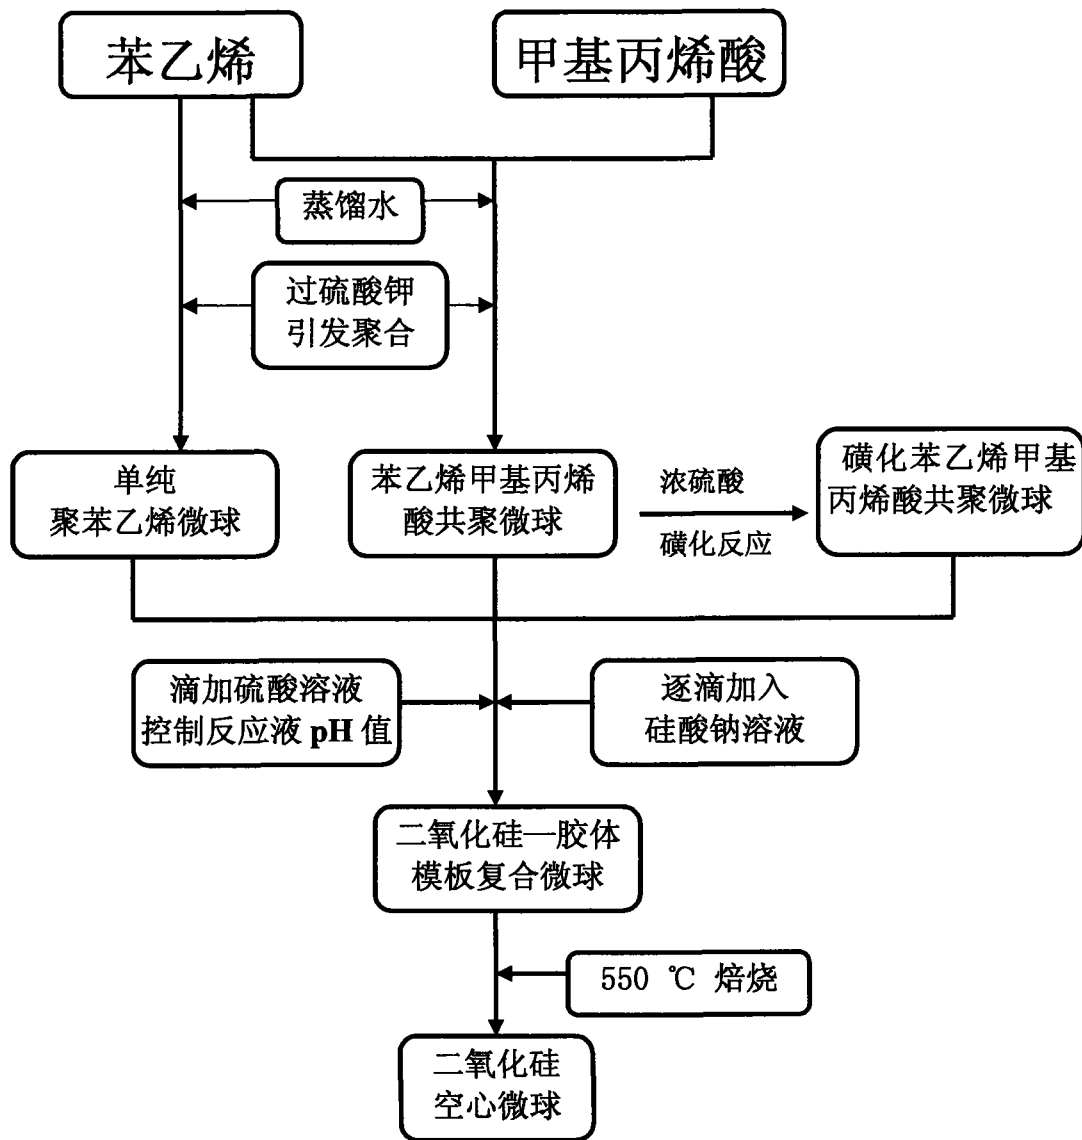 苯乙烯
甲基丙烯酸
蒸馏水
过硫酸钾
引发聚合
单纯
聚苯乙烯微球
苯乙烯甲基丙烯
酸共聚微球
浓硫酸
磺化反应
磺化苯乙烯甲基
丙烯酸共聚微球
滴加硫酸溶液
控制反应液 pH 值
逐滴加入
硅酸钠溶液
二氧化硅—胶体
模板复合微球
550 ℃ 焙烧
二氧化硅
空心微球